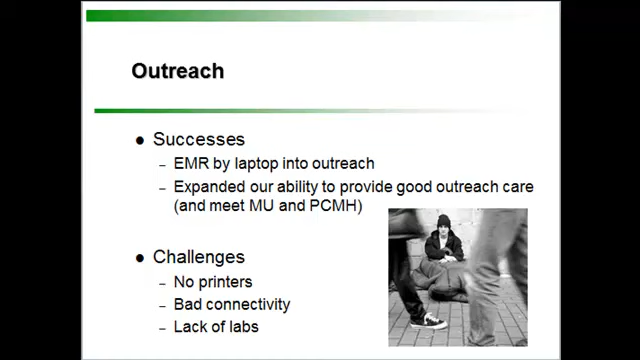 Outreach
● Successes
– EMR by laptop into outreach
– Expanded our ability to provide good outreach care
(and meet MU and PCMH)
● Challenges
– No printers
– Bad connectivity
– Lack of labs